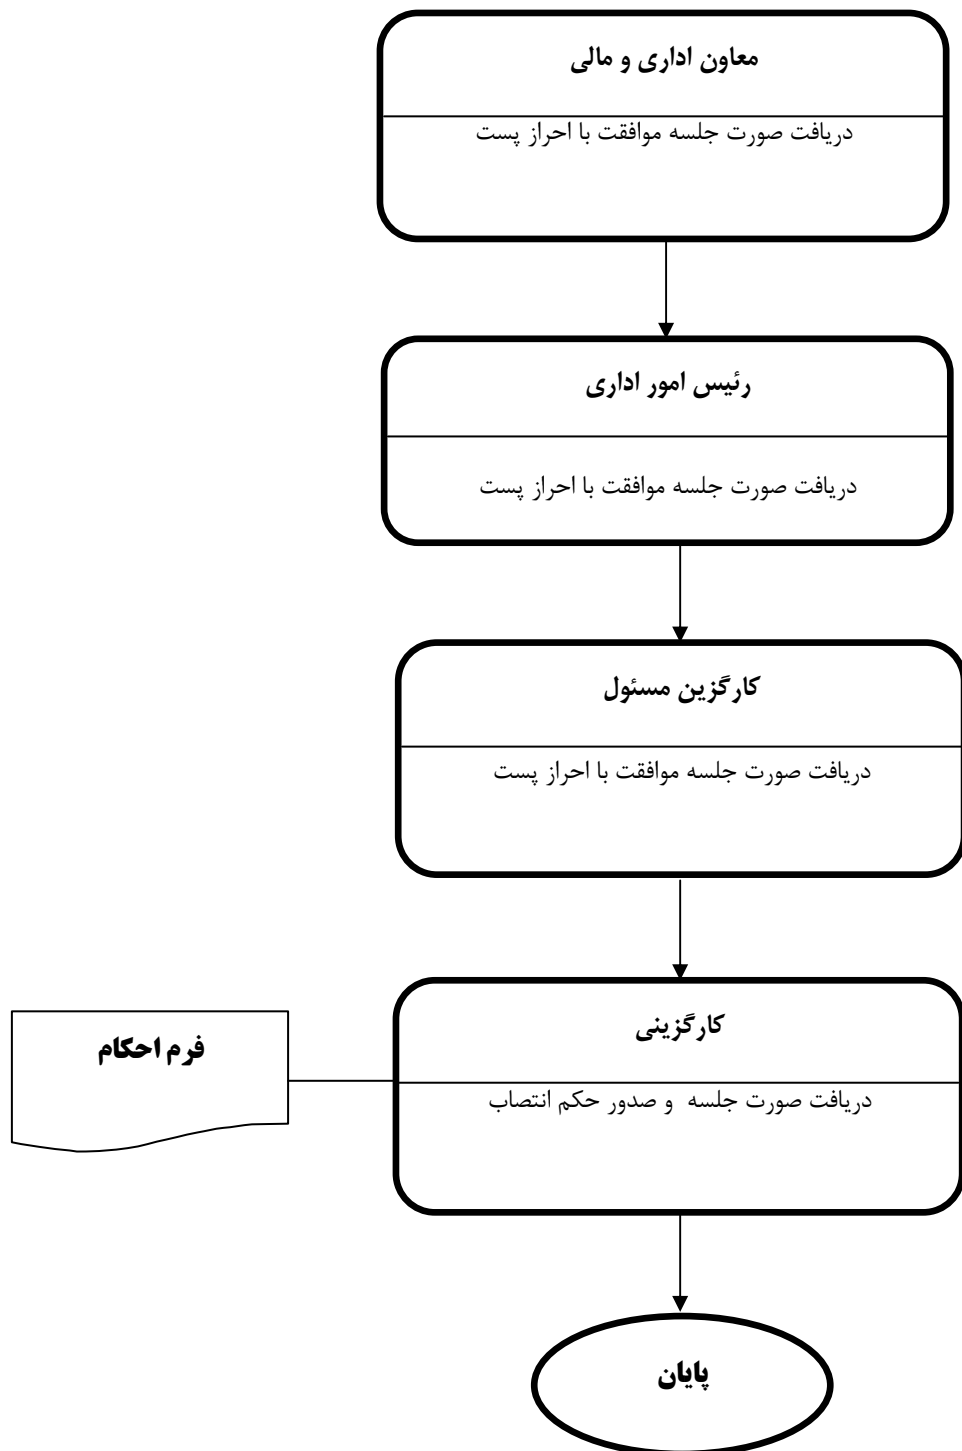 معاون اداری و مالی
دریافت صورت جلسه موافقت با احراز پست
رئیس امور اداری
دریافت صورت جلسه موافقت با احراز پست
کارگزین مسئول
دریافت صورت جلسه موافقت با احراز پست
کارگزینی
فرم احکام
دریافت صورت جلسه و صدور حکم انتصاب
پایان